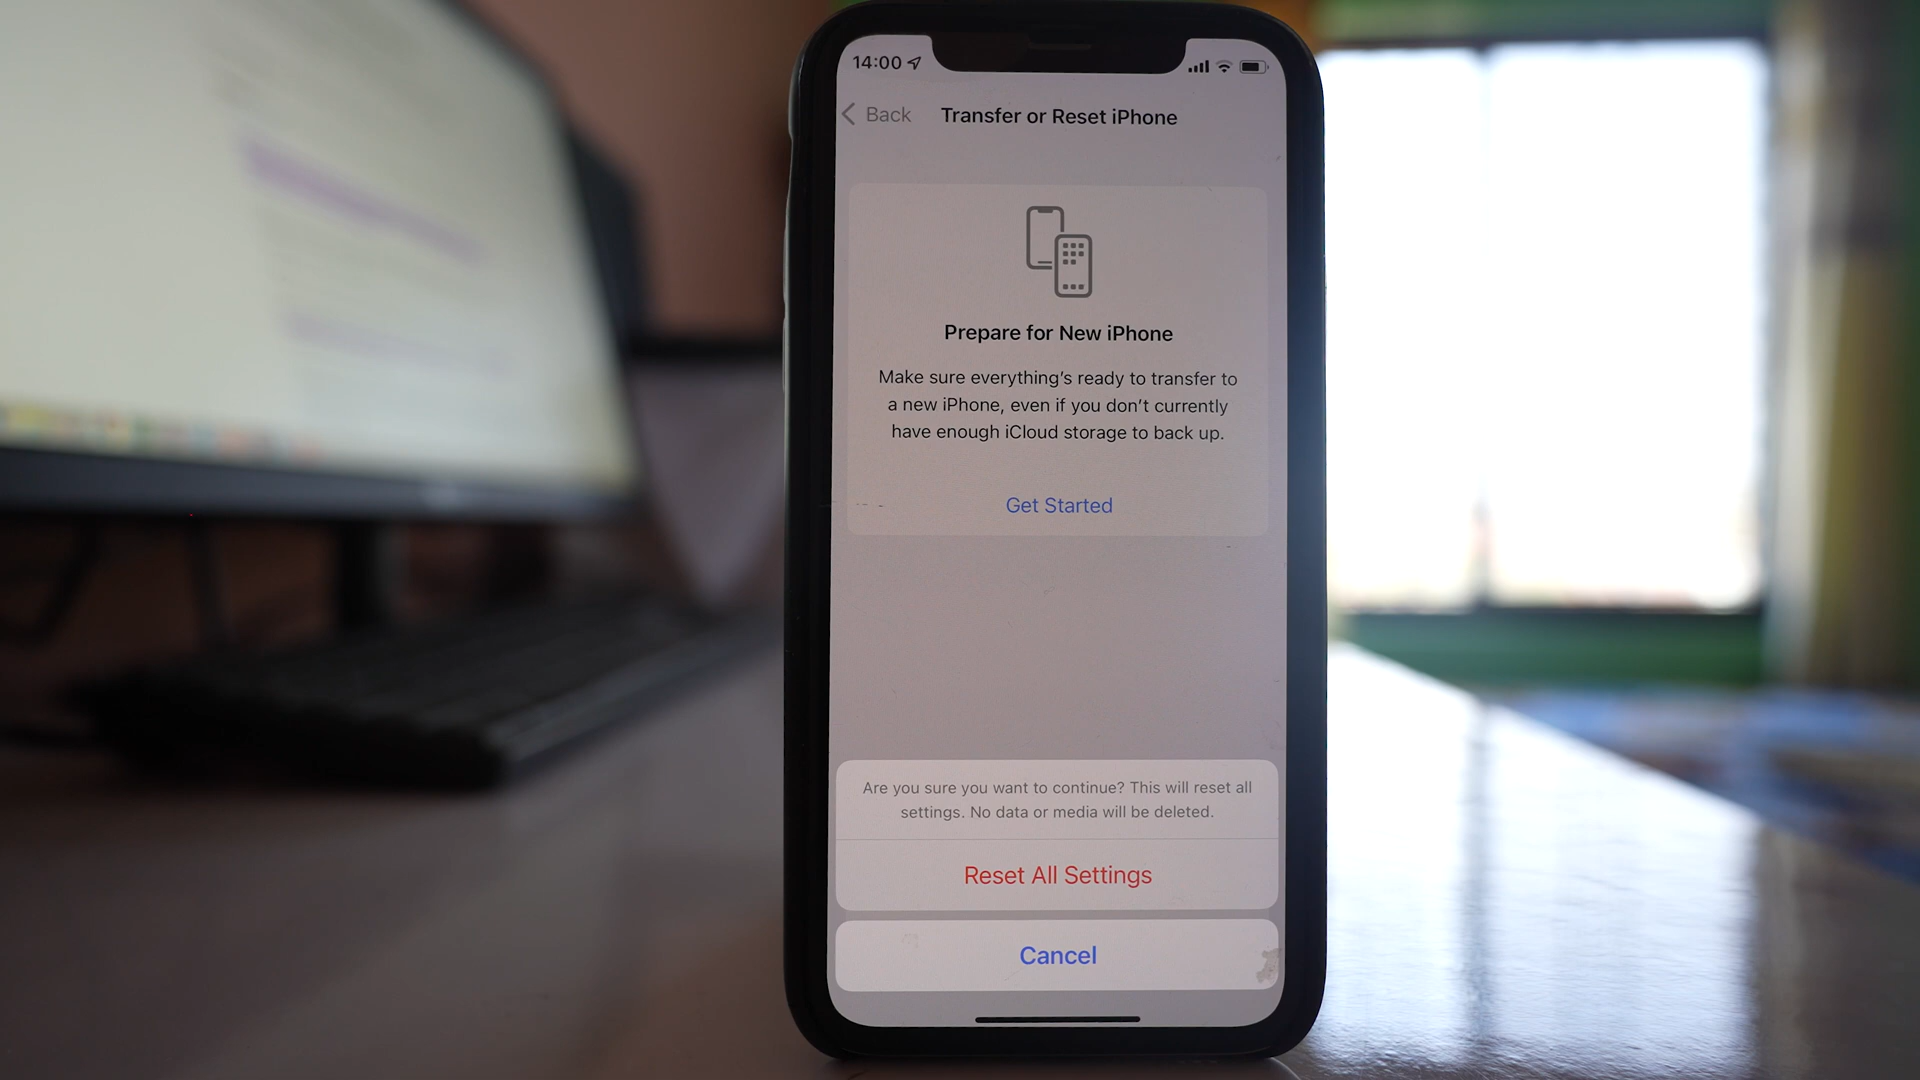 14:00
Back
Transfer or Reset iPhone
Prepare for New iPhone
Make sure everything's ready to transfer to
a new iPhone, even if you don't currently
have enough iCloud storage to back up.
Get Started
Are you sure you want to continue? This will reset all
settings. No data or media will be deleted.
Reset All Settings
Cancel